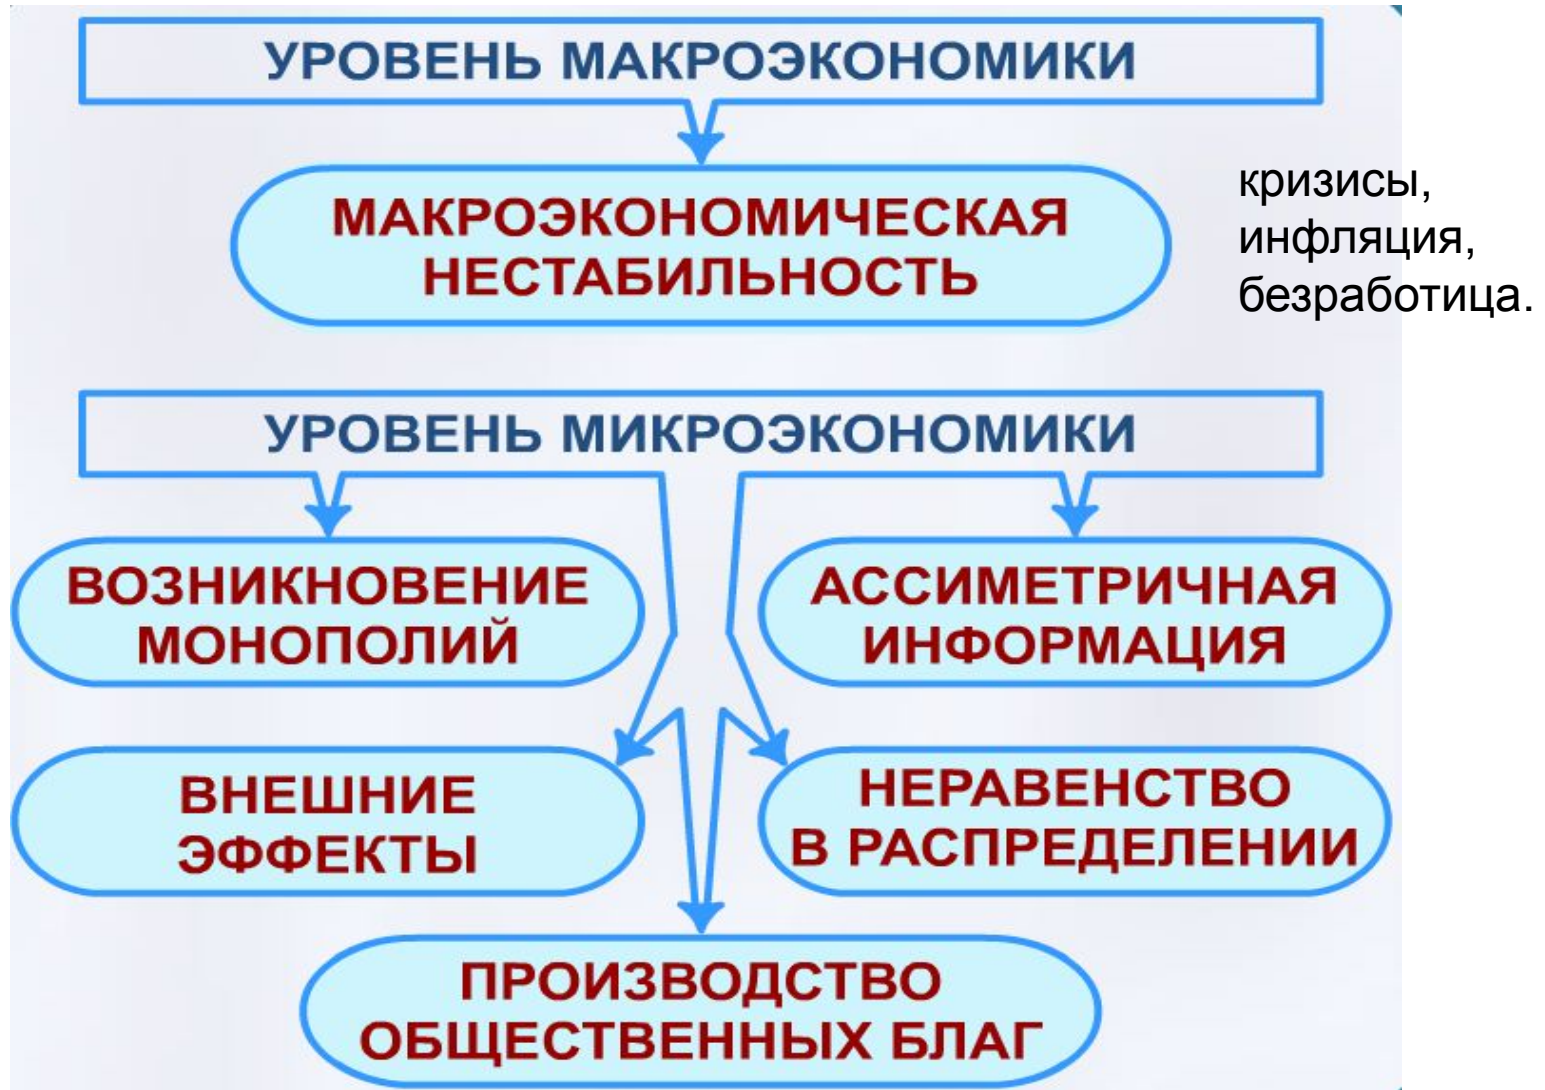 УРОВЕНЬ МАКРОЭКОНОМИКИ
МАКРОЭКОНОМИЧЕСКАЯ
НЕСТАБИЛЬНОСТЬ
кризисы,
инфляция,
безработица.
УРОВЕНЬ МИКРОЭКОНОМИКИ
ВОЗНИКНОВЕНИЕ
МОНОПОЛИЙ
АССИМЕТРИЧНАЯ
ИНФОРМАЦИЯ
ВНЕШНИЕ
ЭФФЕКТЫ
НЕРАВЕНСТВО
В РАСПРЕДЕЛЕНИИ
ПРОИЗВОДСТВО
ОБЩЕСТВЕННЫХ БЛАГ